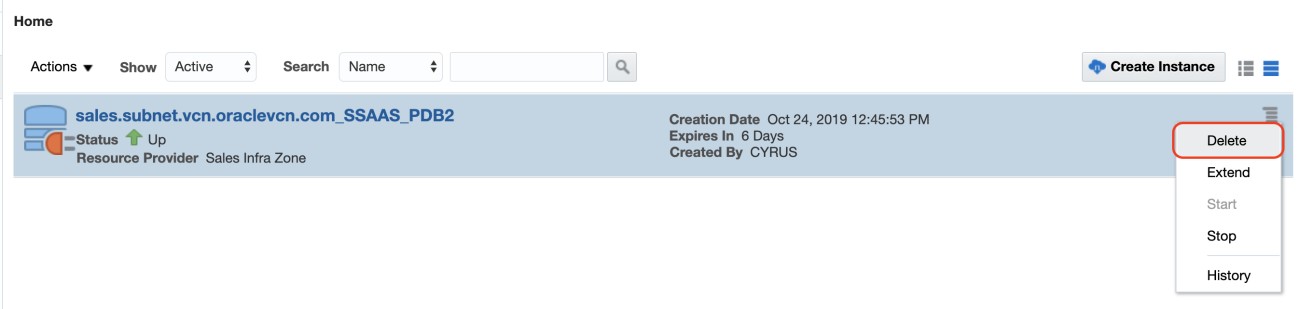 Home
Actions Show Active Search Name Create Instance
sales.subnet.vcn.oraclevcn.com_SSAAS_PDB2
Status Up
Resource Provider Sales Infra Zone
Creation Date Oct 24, 2019 12:45:53 PM
Expires In 6 Days
Created By CYRUS
Delete
Extend
Start
Stop
History